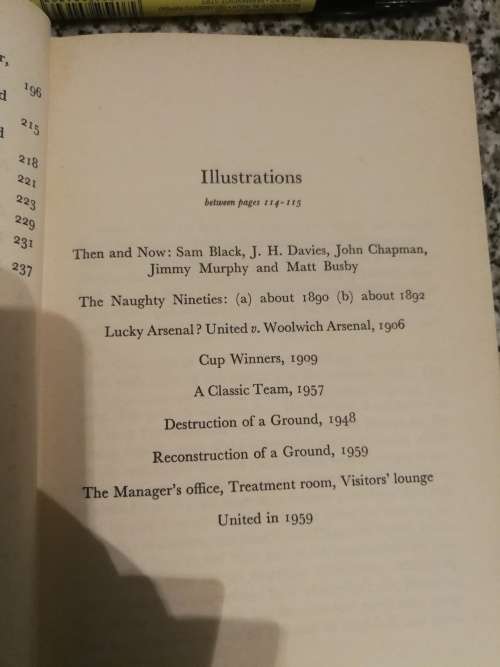 r,
d
196
d
215
218
221
223
229
231
237
Illustrations
between pages 114-115
Then and Now: Sam Black, J. H. Davies, John Chapman,
Jimmy Murphy and Matt Busby
The Naughty Nineties: (a) about 1890 (b) about 1892
Lucky Arsenal? United v. Woolwich Arsenal, 1906
Cup Winners, 1909
A Classic Team, 1957
Destruction of a Ground, 1948
Reconstruction of a Ground, 1959
The Manager's office, Treatment room, Visitors' lounge
United in 1959